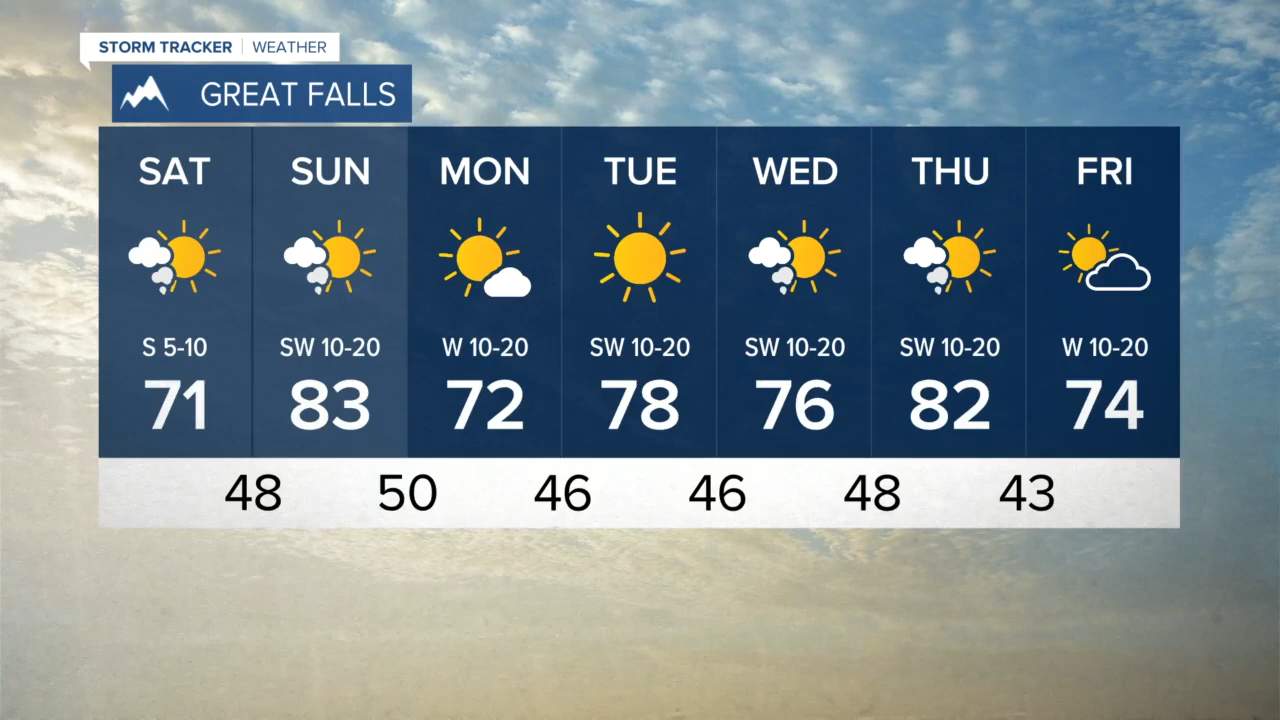 STORM TRACKER | WEATHER
GREAT FALLS
SAT SUN MON TUE WED THU FRI
S 5-10 SW 10-20 W 10-20 SW 10-20 SW 10-20 SW 10-20 W 10-20
71 83 72 78 76 82 74
48 50 46 46 48 43